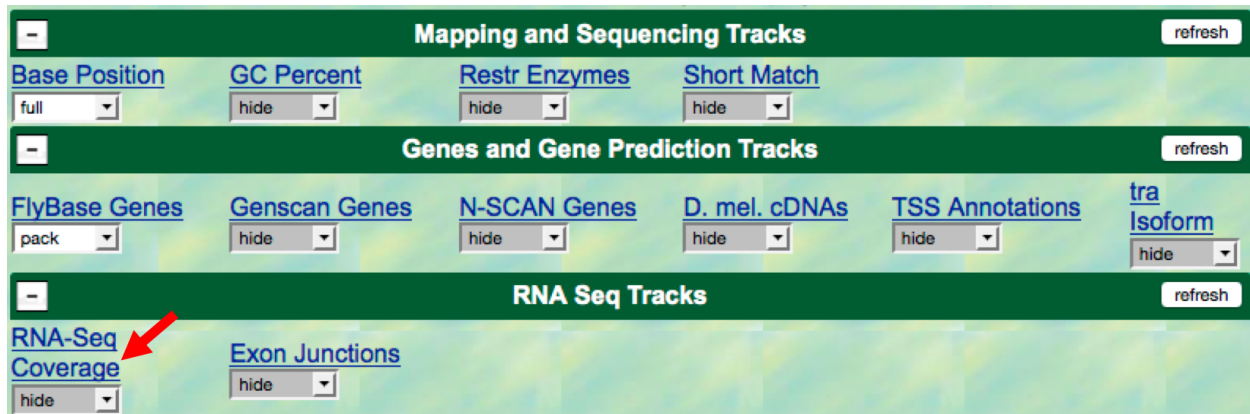 - Mapping and Sequencing Tracks refresh
Base Position GC Percent Restr Enzymes Short Match
full hide hide hide
- Genes and Gene Prediction Tracks refresh
FlyBase Genes Genscan Genes N-SCAN Genes D. mel. cDNAs TSS Annotations tra
Isoform
pack hide hide hide hide hide
- RNA Seq Tracks refresh
RNA-Seq
Coverage Exon Junctions
hide hide